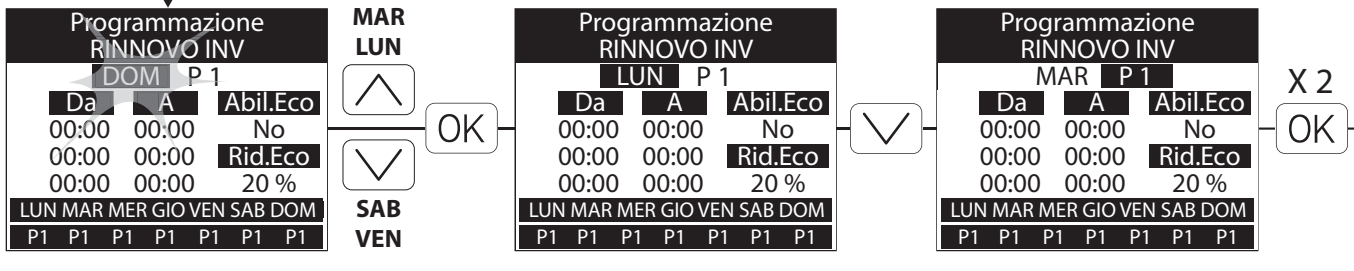 Programmazione
RINNOVO INV
DOM P 1
Da A Abil.Eco
00:00 00:00 No
00:00 00:00 Rid.Eco
00:00 00:00 20 %
LUN MAR MER GIO VEN SAB DOM
P1 P1 P1 P1 P1 P1 P1
MAR
LUN
SAB
VEN
OK
Programmazione
RINNOVO INV
LUN P 1
Da A Abil.Eco
00:00 00:00 No
00:00 00:00 Rid.Eco
00:00 00:00 20 %
LUN MAR MER GIO VEN SAB DOM
P1 P1 P1 P1 P1 P1 P1
Programmazione
RINNOVO INV
MAR P 1
Da A Abil.Eco
00:00 00:00 No
00:00 00:00 Rid.Eco
00:00 00:00 20 %
LUN MAR MER GIO VEN SAB DOM
P1 P1 P1 P1 P1 P1 P1
X 2
OK